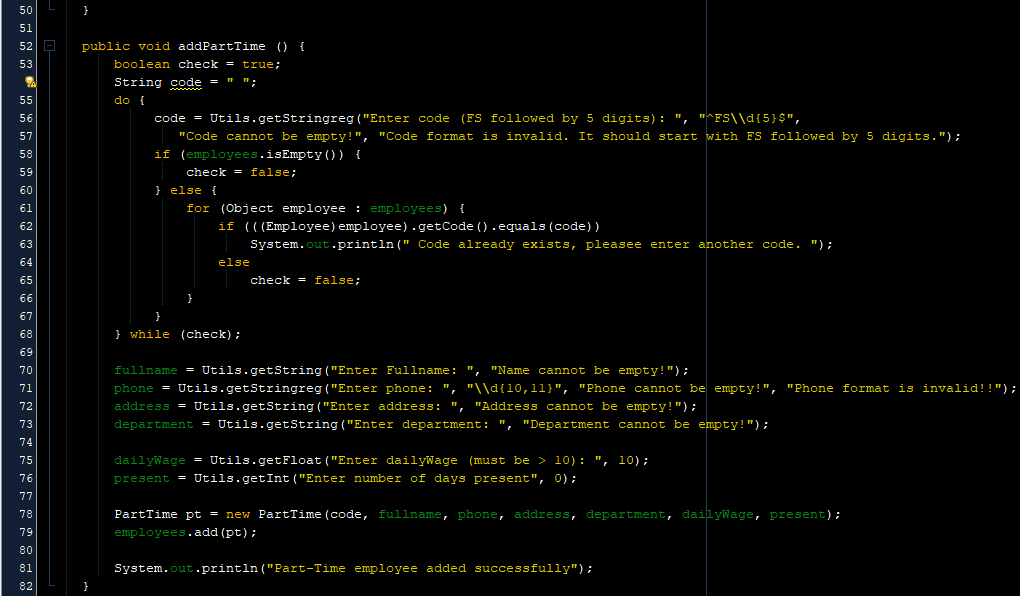 50 }
51
52 public void addPartTime () {
53 boolean check = true;
String code = " ";
55 do {
56 code = Utils.getStringreg("Enter code (FS followed by 5 digits): ", "^FS\\d{5}$",
57 "Code cannot be empty!", "Code format is invalid. It should start with FS followed by 5 digits.");
58 if (employees.isEmpty()) {
59 check = false;
60 } else {
61 for (Object employee : employees) {
62 if (((Employee)employee).getCode().equals(code))
63 System.out.println(" Code already exists, pleasee enter another code. ");
64 else
65 check = false;
66 }
67 }
68 } while (check);
69
70 fullname = Utils.getString("Enter Fullname: ", "Name cannot be empty!");
71 phone = Utils.getStringreg("Enter phone: ", "\\d{10,11}", "Phone cannot be empty!", "Phone format is invalid!!");
72 address = Utils.getString("Enter address: ", "Address cannot be empty!");
73 department = Utils.getString("Enter department: ", "Department cannot be empty!");
74
75 dailyWage = Utils.getFloat("Enter dailyWage (must be > 10): ", 10);
76 present = Utils.getInt("Enter number of days present", 0);
77
78 PartTime pt = new PartTime(code, fullname, phone, address, department, dailyWage, present);
79 employees.add(pt);
80
81 System.out.println("Part-Time employee added successfully");
82 }